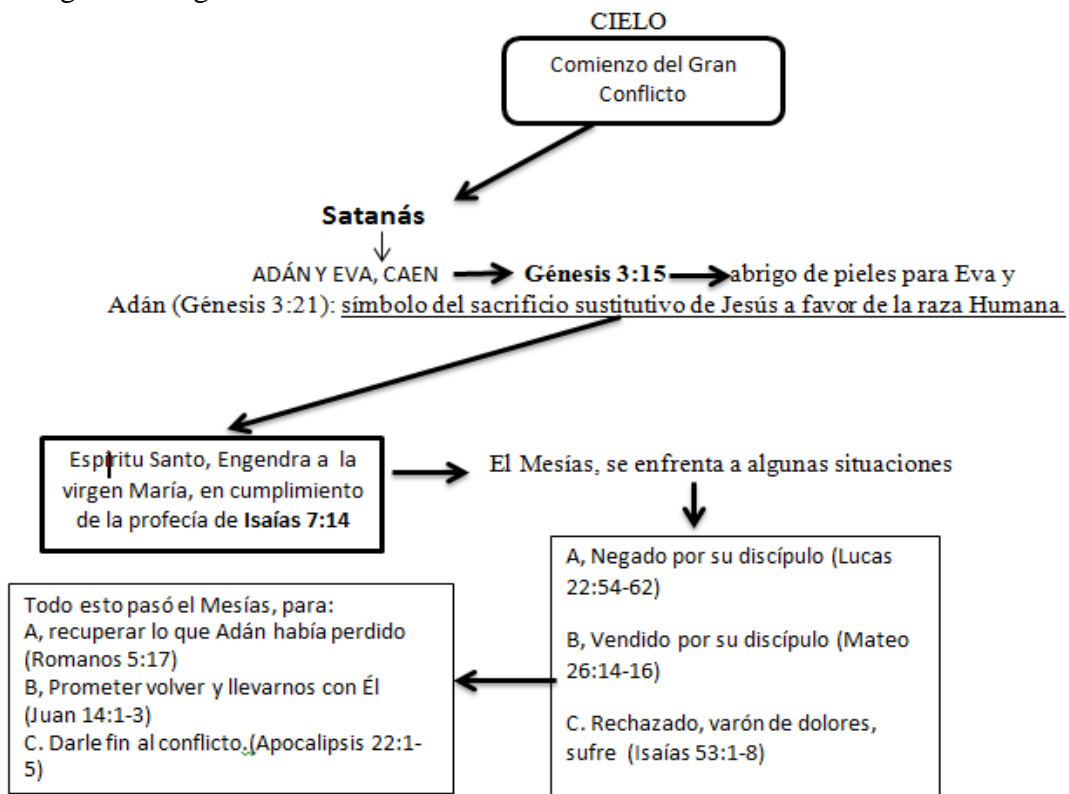 CIELO
Comienzo del Gran
Conflicto
Satanás
ADÁN Y EVA, CAEN Génesis 3:15 abrigo de pieles para Eva y
Adán (Génesis 3:21): símbolo del sacrificio sustitutivo de Jesús a favor de la raza Humana.
Espíritu Santo, Engendra a la
virgen María, en cumplimiento
de la profecía de Isaías 7:14
El Mesías, se enfrenta a algunas situaciones
A, Negado por su discípulo (Lucas
22:54-62)
B, Vendido por su discípulo (Mateo
26:14-16)
C. Rechazado, varón de dolores,
sufre (Isaías 53:1-8)
Todo esto pasó el Mesías, para:
A, recuperar lo que Adán había perdido
(Romanos 5:17)
B, Prometer volver y llevarnos con Él
(Juan 14:1-3)
C. Darle fin al conflicto.(Apocalipsis 22:1-
5)